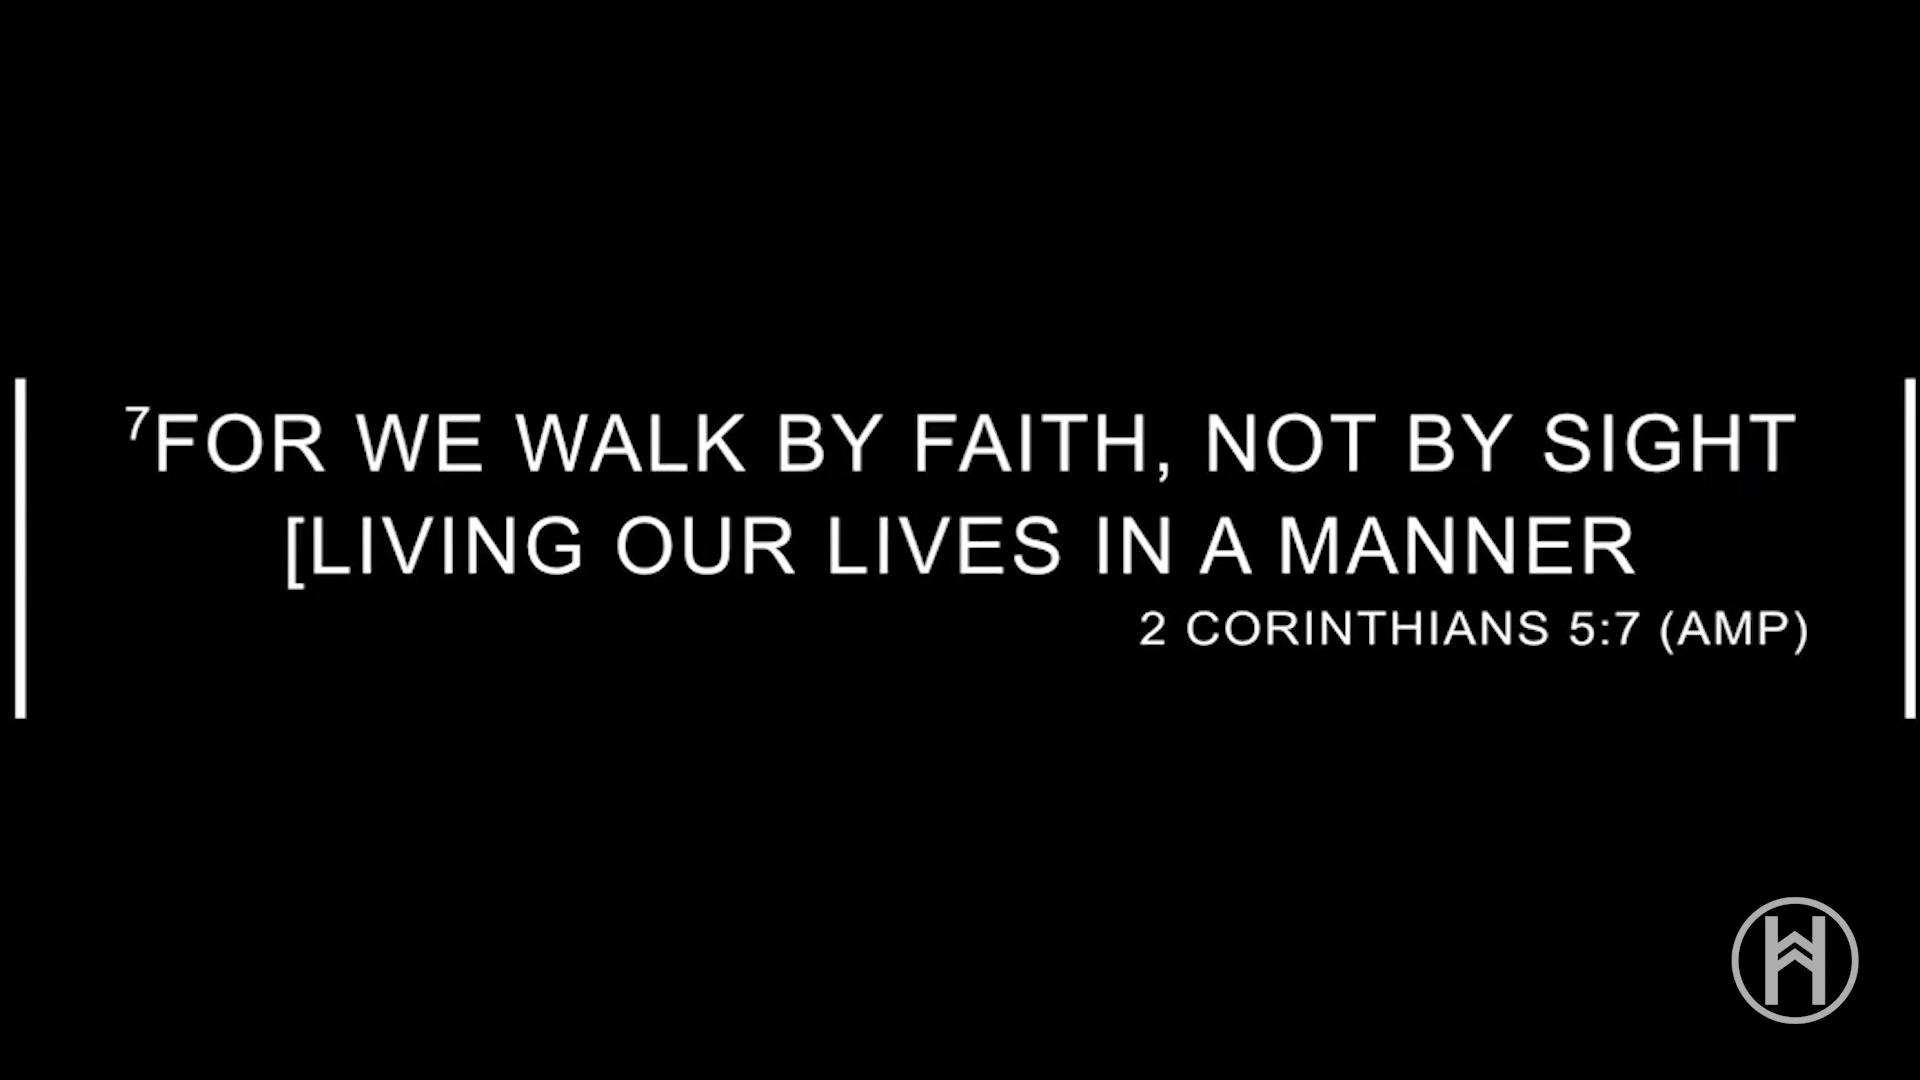 ⁷FOR WE WALK BY FAITH, NOT BY SIGHT
[LIVING OUR LIVES IN A MANNER
2 CORINTHIANS 5:7 (AMP)